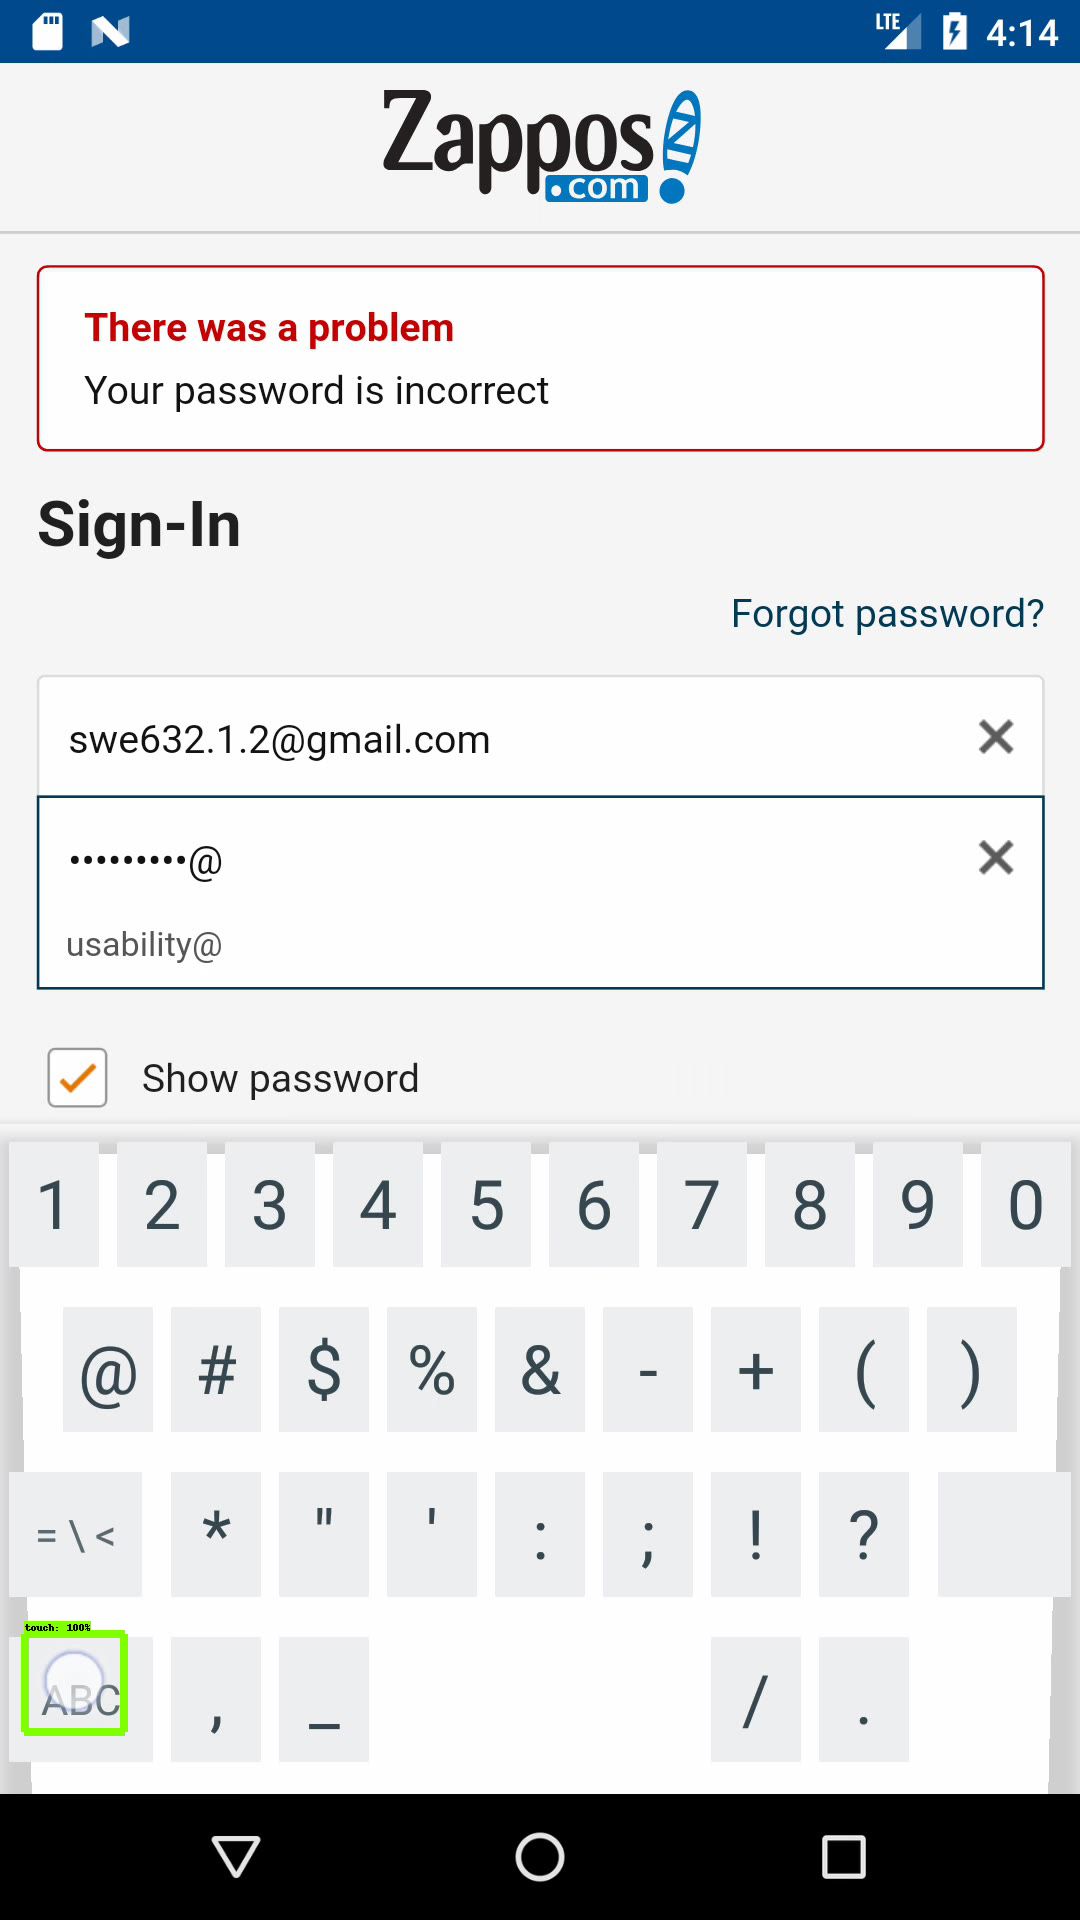 LTE 4:14
Zappos
.com
There was a problem
Your password is incorrect
Sign-In
Forgot password?
swe632.1.2@gmail.com
•••••••••@
usability@
Show password
1 2 3 4 5 6 7 8 9 0
@ # $ % & - + ( )
= \ < * " ' : ; ! ?
touch: 100%
ABC , _ / .